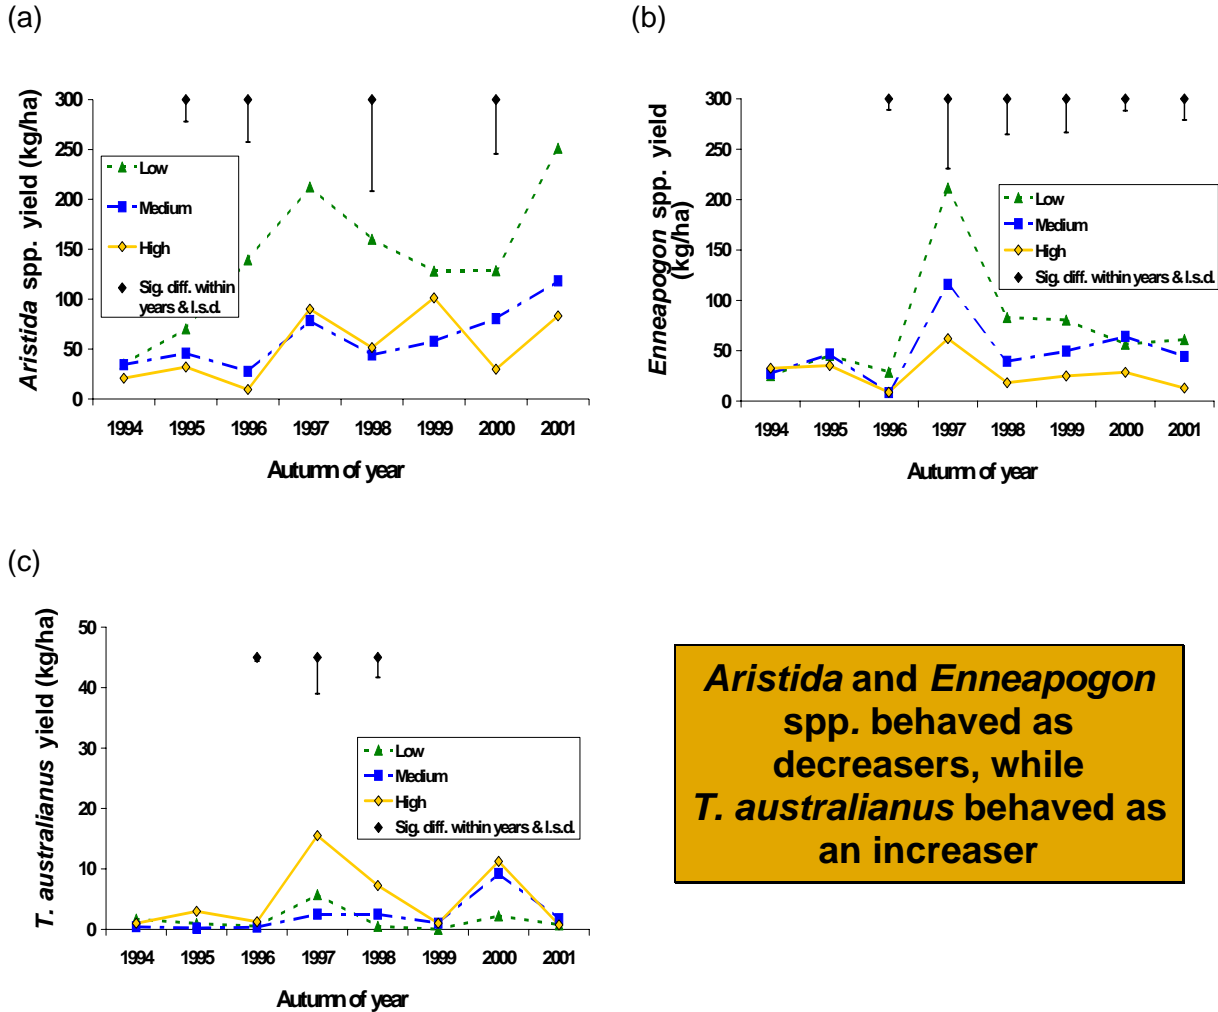 (a)
Aristida spp. yield (kg/ha)
300
250
200
150
100
50
0
Low
Medium
High
Sig. diff. within
years & l.s.d.
1994 1995 1996 1997 1998 1999 2000 2001
Autumn of year
(b)
Enneapogon spp. yield
(kg/ha)
300
250
200
150
100
50
0
Low
Medium
High
Sig. diff. within years & l.s.d.
1994 1995 1996 1997 1998 1999 2000 2001
Autumn of year
(c)
T. australianus yield (kg/ha)
50
40
30
20
10
0
Low
Medium
High
Sig. diff. within years & l.s.d.
1994 1995 1996 1997 1998 1999 2000 2001
Autumn of year
Aristida and Enneapogon
spp. behaved as
decreasers, while
T. australianus behaved as
an increaser